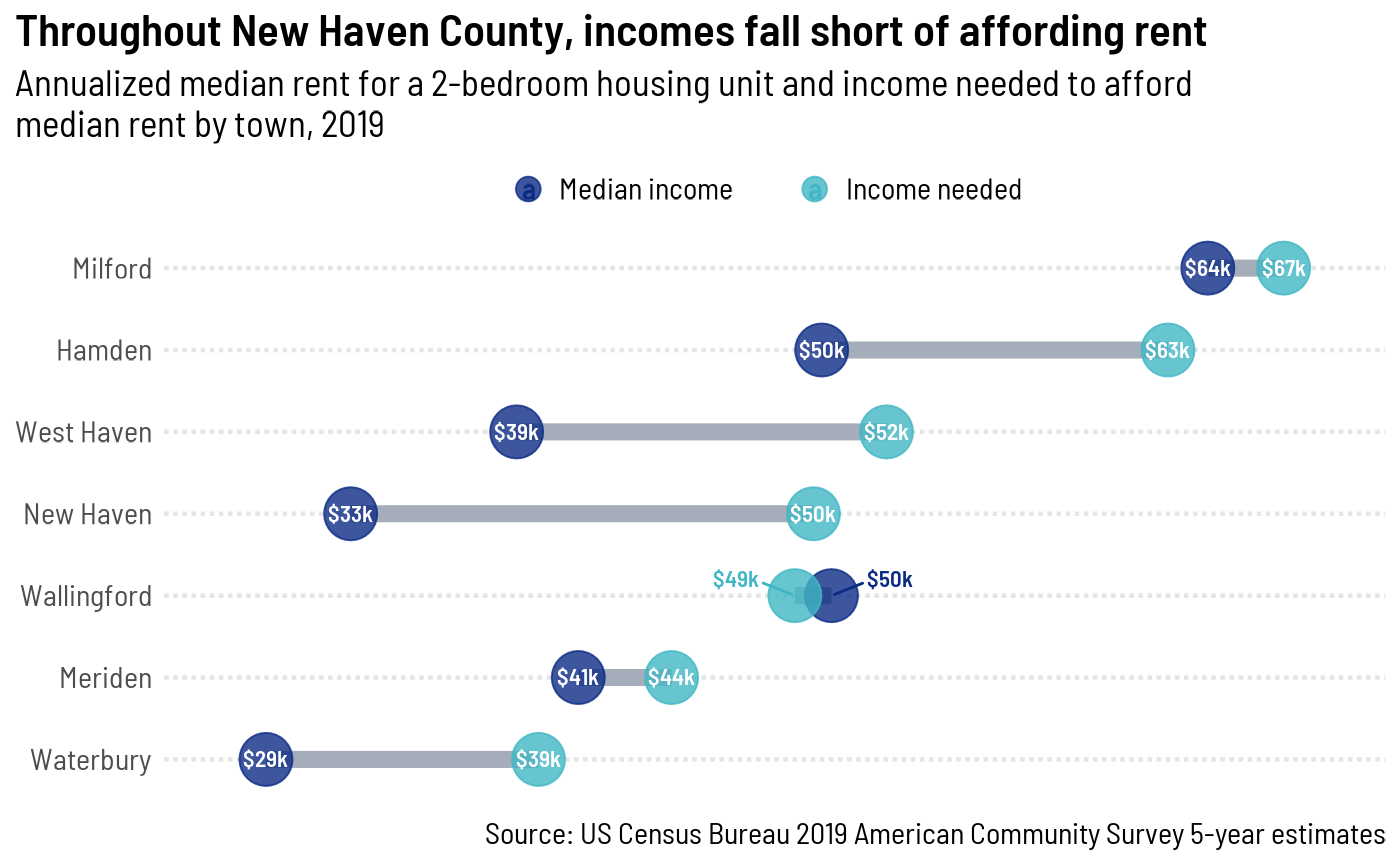 Throughout New Haven County, incomes fall short of affording rent
Annualized median rent for a 2-bedroom housing unit and income needed to afford
median rent by town, 2019
a Median income a Income needed
Milford $64k $67k
Hamden $50k $63k
West Haven $39k $52k
New Haven $33k $50k
Wallingford $49k $50k
Meriden $41k $44k
Waterbury $29k $39k
Source: US Census Bureau 2019 American Community Survey 5-year estimates